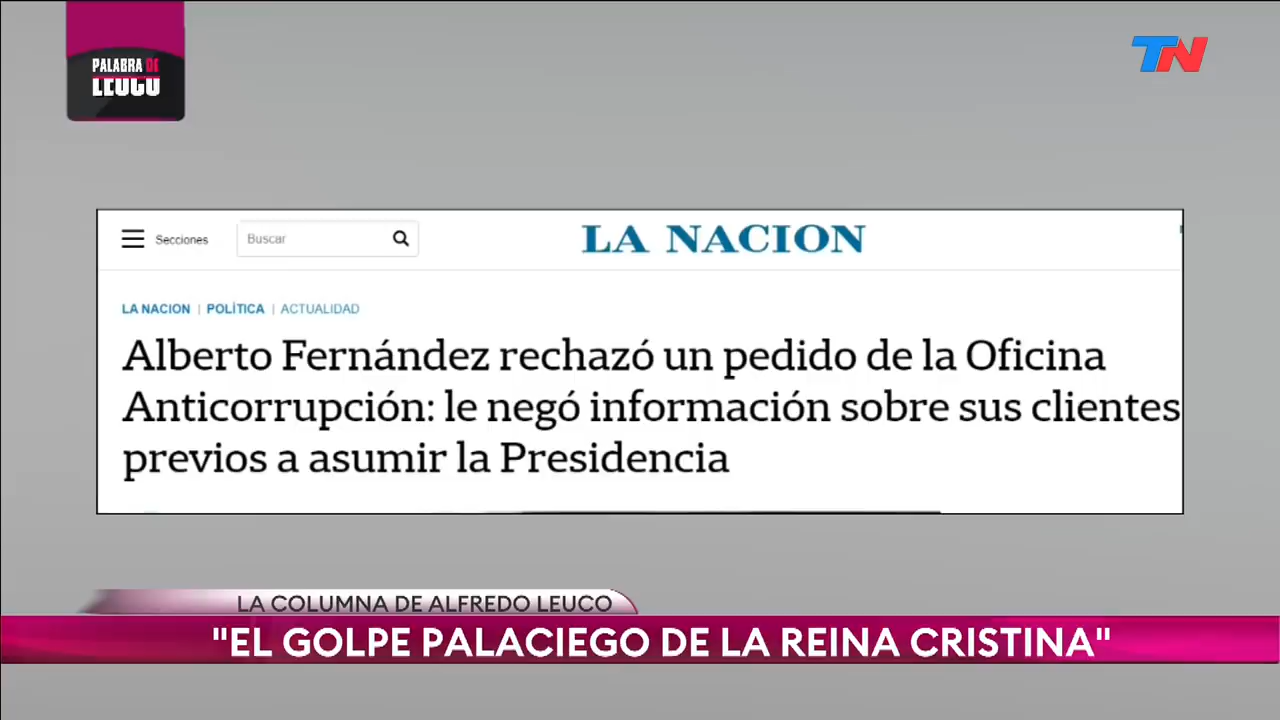 PALABRA DE
LEUCO
TN
Secciones
Buscar
LA NACION
LA NACION | POLÍTICA | ACTUALIDAD
Alberto Fernández rechazó un pedido de la Oficina
Anticorrupción: le negó información sobre sus clientes
previos a asumir la Presidencia
LA COLUMNA DE ALFREDO LEUCO
"EL GOLPE PALACIEGO DE LA REINA CRISTINA"